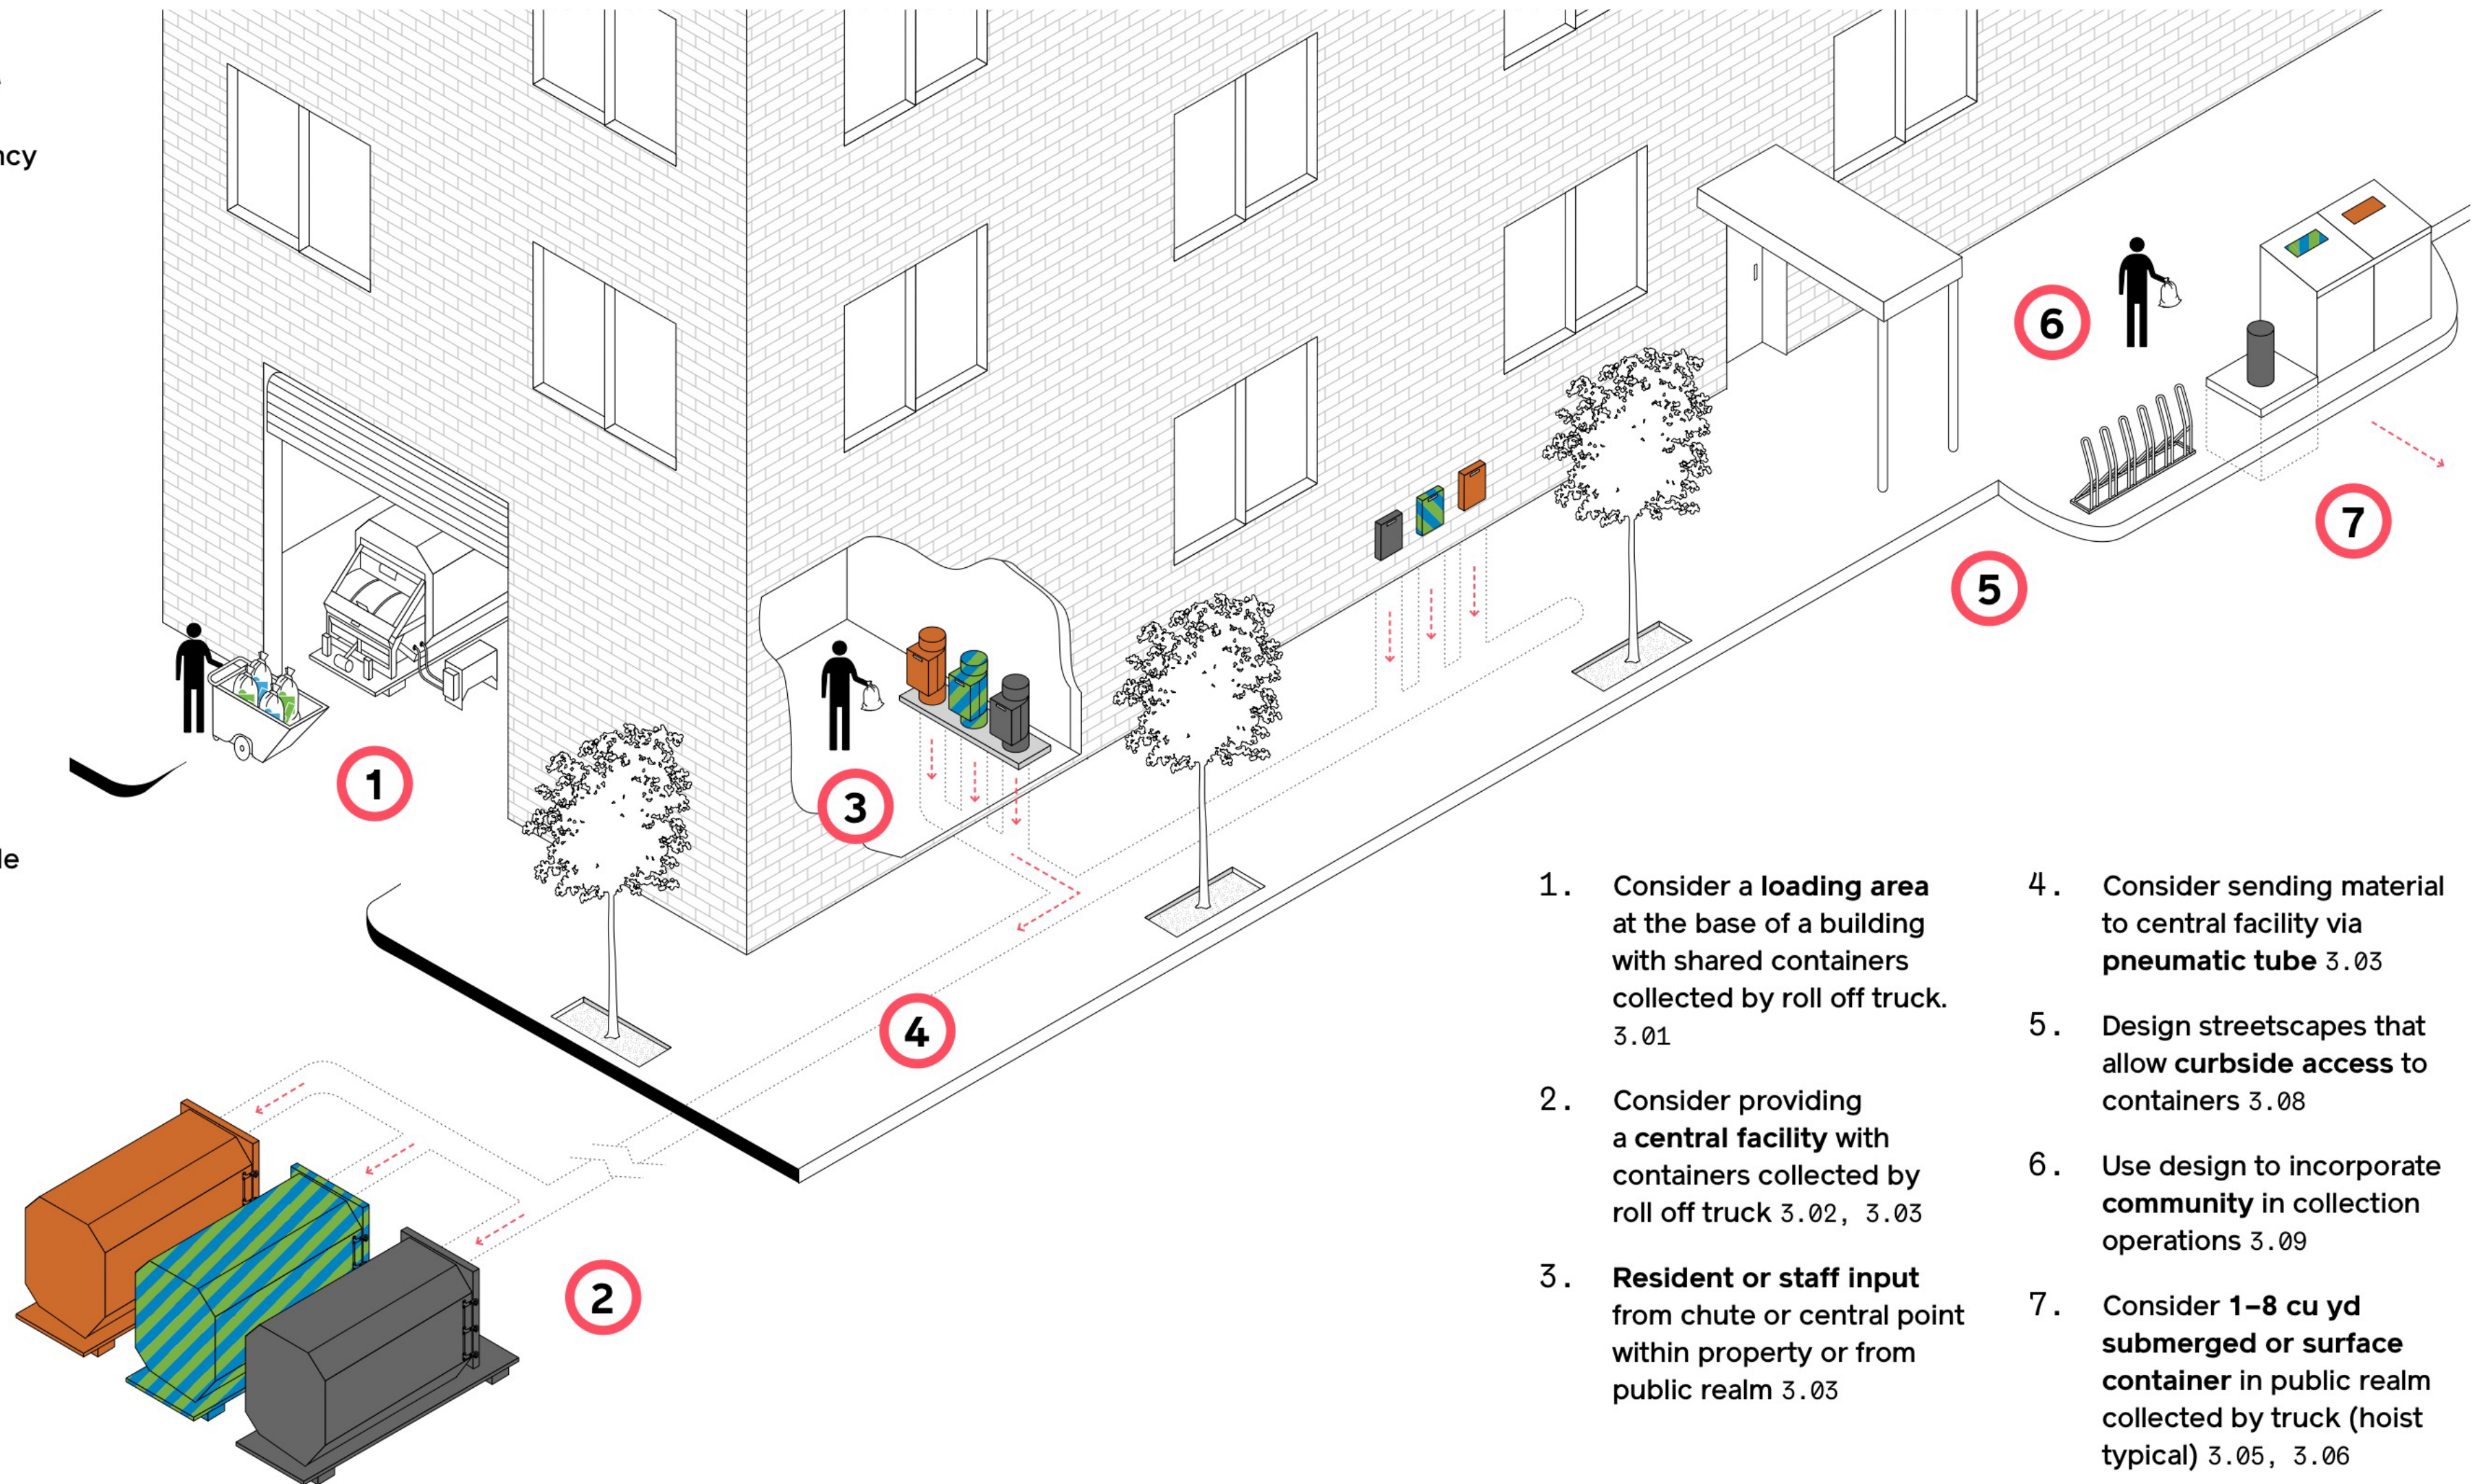 ncy
1
2
3
4
5
6
7
1. Consider a loading area
at the base of a building
with shared containers
collected by roll off truck.
3.01
2. Consider providing
a central facility with
containers collected by
roll off truck 3.02, 3.03
3. Resident or staff input
from chute or central point
within property or from
public realm 3.03
4. Consider sending material
to central facility via
pneumatic tube 3.03
5. Design streetscapes that
allow curbside access to
containers 3.08
6. Use design to incorporate
community in collection
operations 3.09
7. Consider 1–8 cu yd
submerged or surface
container in public realm
collected by truck (hoist
typical) 3.05, 3.06